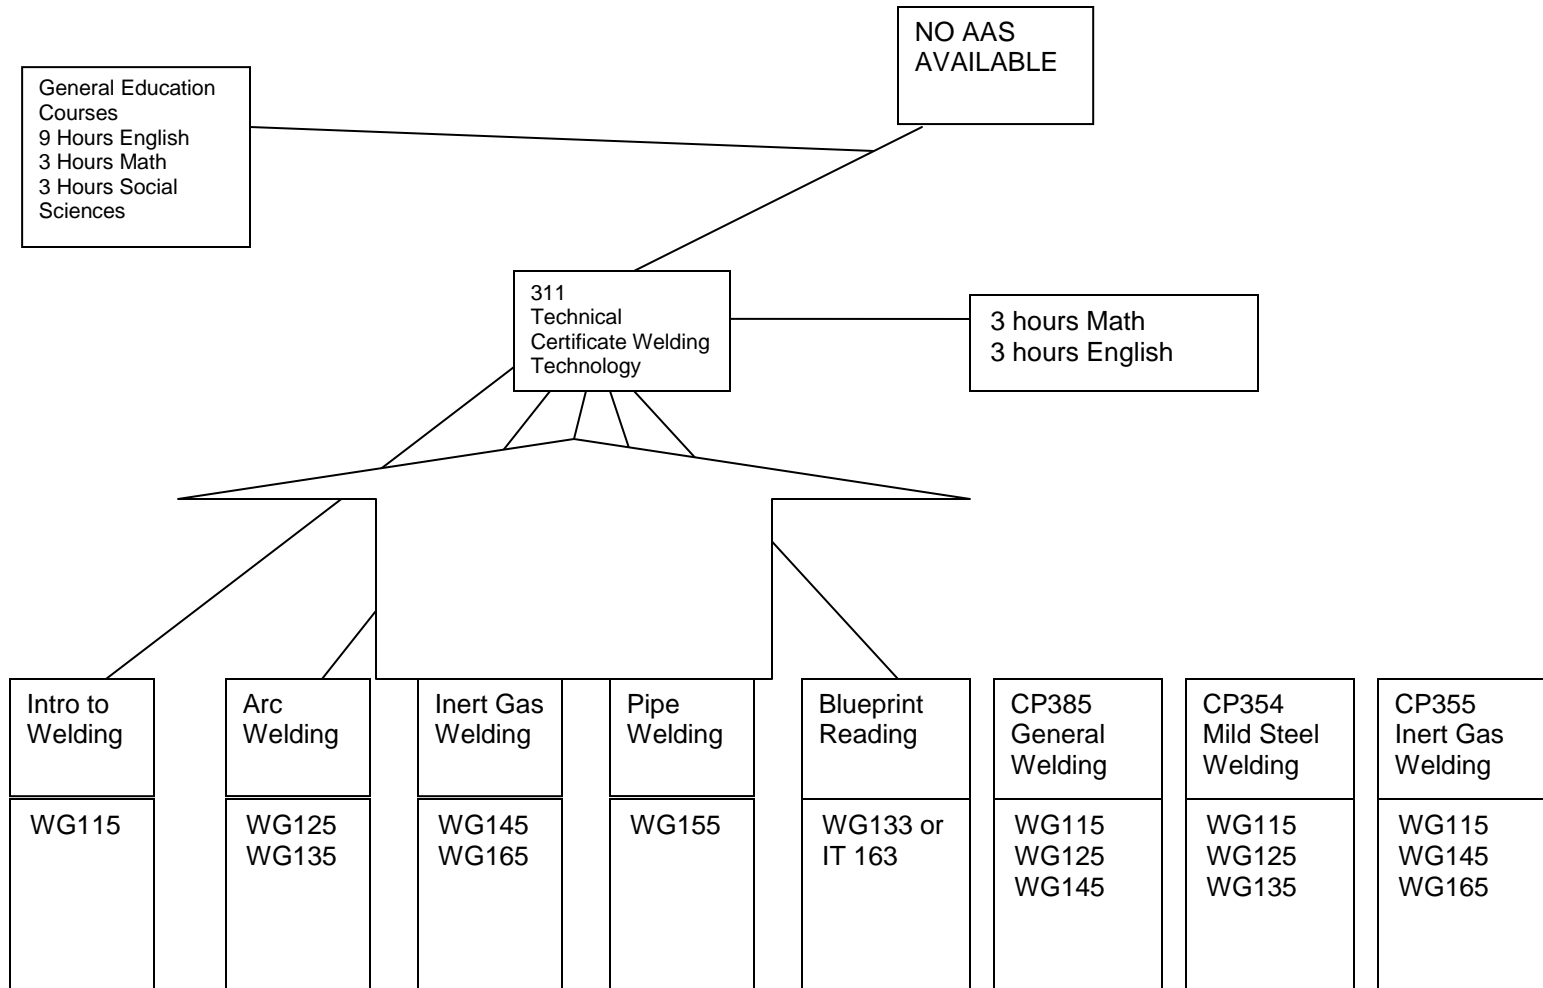 NO AAS
AVAILABLE
General Education
Courses
9 Hours English
3 Hours Math
3 Hours Social
Sciences
311
Technical
Certificate Welding
Technology
3 hours Math
3 hours English
Intro to
Welding
WG115
Arc
Welding
WG125
WG135
Inert Gas
Welding
WG145
WG165
Pipe
Welding
WG155
Blueprint
Reading
WG133 or
IT 163
CP385
General
Welding
WG115
WG125
WG145
CP354
Mild Steel
Welding
WG115
WG125
WG135
CP355
Inert Gas
Welding
WG115
WG145
WG165